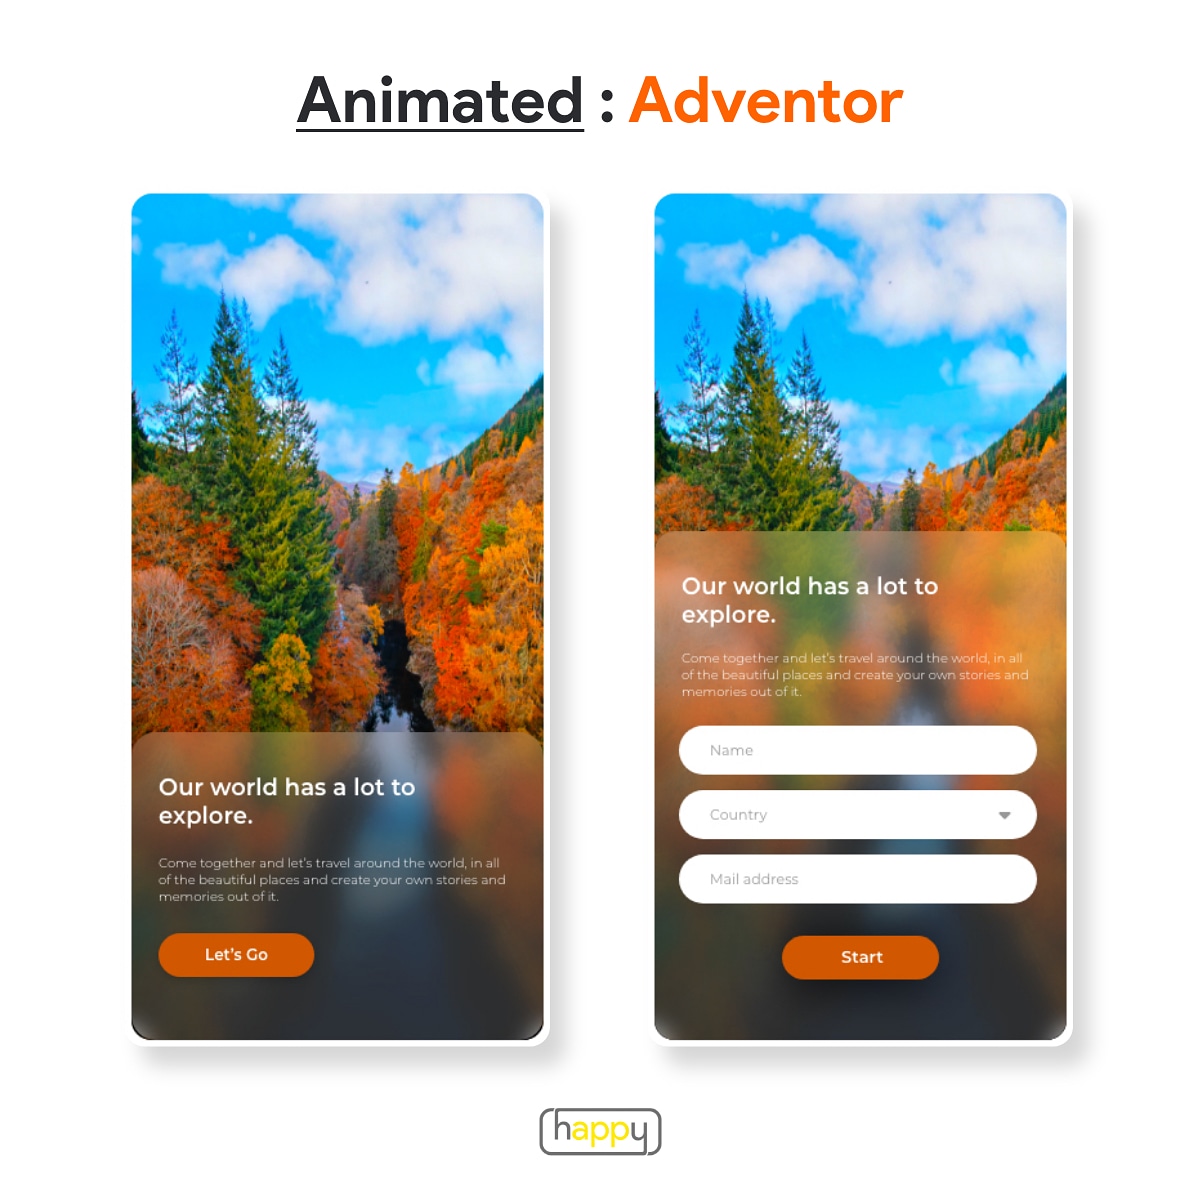 Animated : Adventor
Our world has a lot to
explore.
Come together and let's travel around the world, in all
of the beautiful places and create your own stories and
memories out of it.
Let's Go
Our world has a lot to
explore.
Come together and let's travel around the world, in all
of the beautiful places and create your own stories and
memories out of it.
Name
Country
Mail address
Start
happy